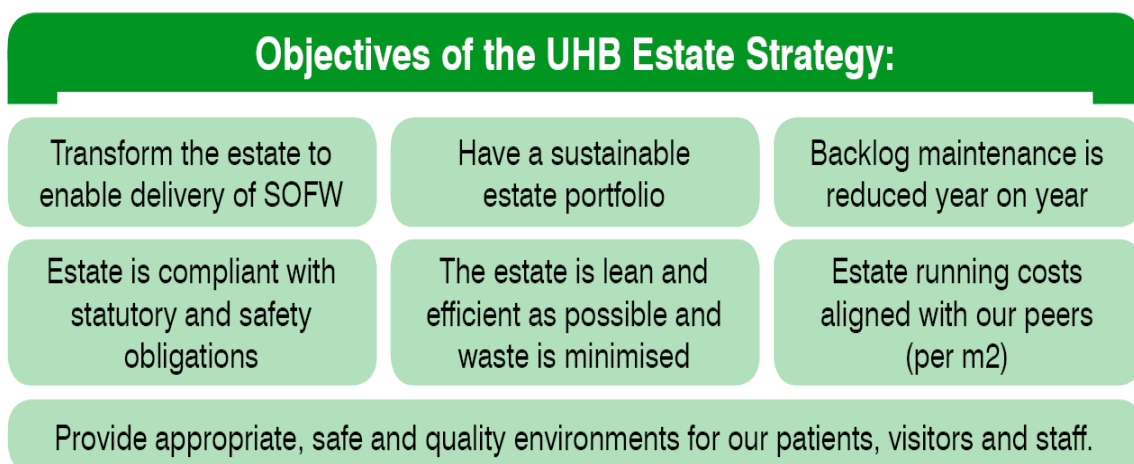 Objectives of the UHB Estate Strategy:
Transform the estate to
enable delivery of SOFW
Have a sustainable
estate portfolio
Backlog maintenance is
reduced year on year
Estate is compliant with
statutory and safety
obligations
The estate is lean and
efficient as possible and
waste is minimised
Estate running costs
aligned with our peers
(per m2)
Provide appropriate, safe and quality environments for our patients, visitors and staff.